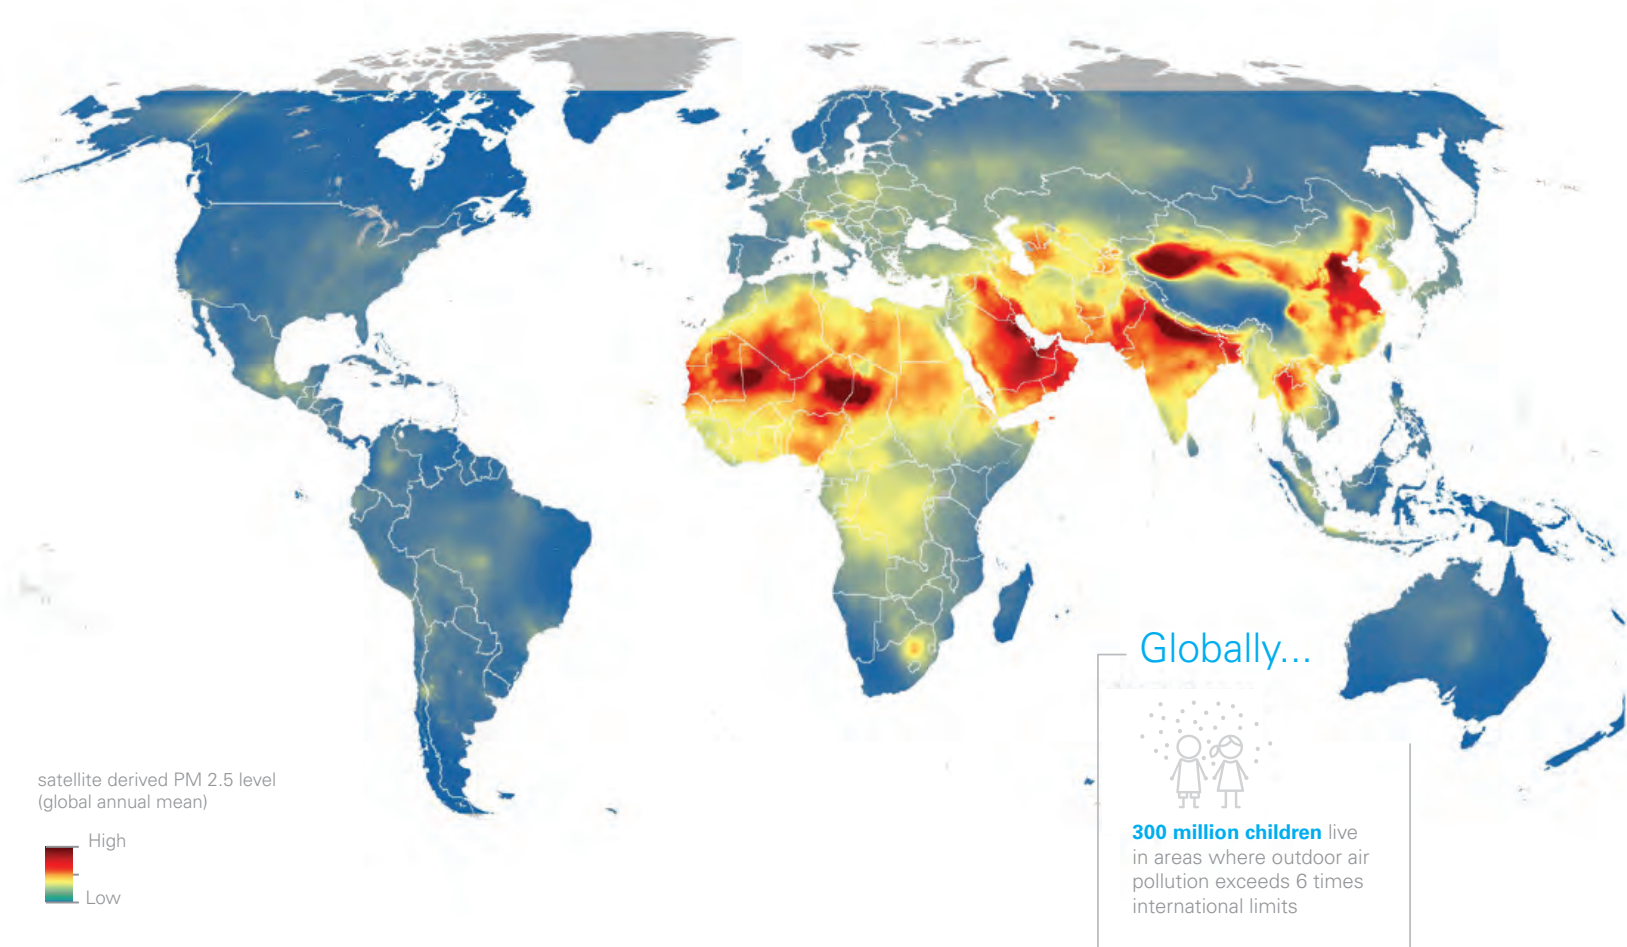 Globally...
satellite derived PM 2.5 level
(global annual mean)
High
Low
300 million children live
in areas where outdoor air
pollution exceeds 6 times
international limits